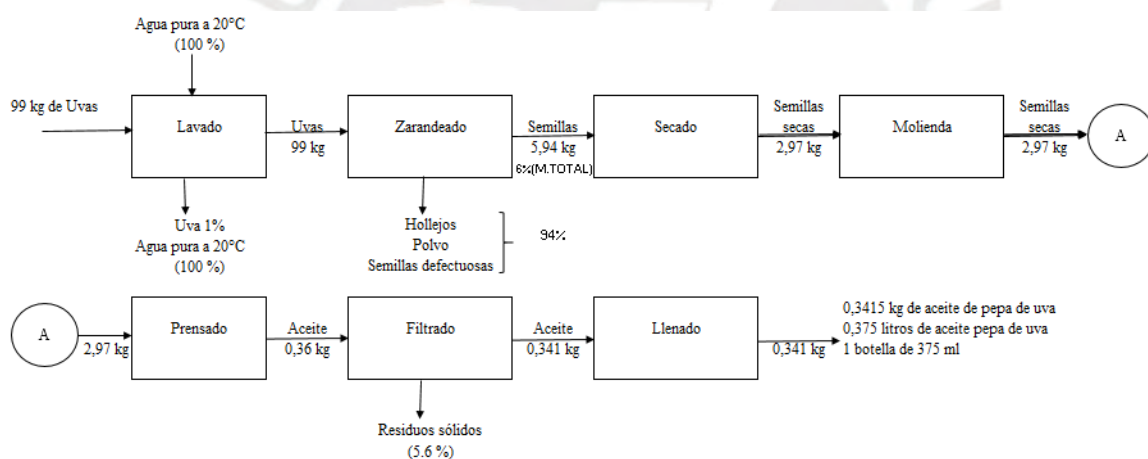 Agua pura a 20°C
(100 %)
99 kg de Uvas
Lavado
Uvas
99 kg
Zarandeado
Semillas
5,94 kg
6%(M.TOTAL)
Secado
Semillas
secas
2,97 kg
Molienda
Semillas
secas
2,97 kg
A
Uva 1%
Agua pura a 20°C
(100 %)
Hollejos
Polvo
Semillas defectuosas
94%
A
2,97 kg
Prensado
Aceite
0,36 kg
Filtrado
Aceite
0,341 kg
Llenado
0,341 kg
0,3415 kg de aceite de pepa de uva
0,375 litros de aceite pepa de uva
1 botella de 375 ml
Residuos sólidos
(5.6 %)